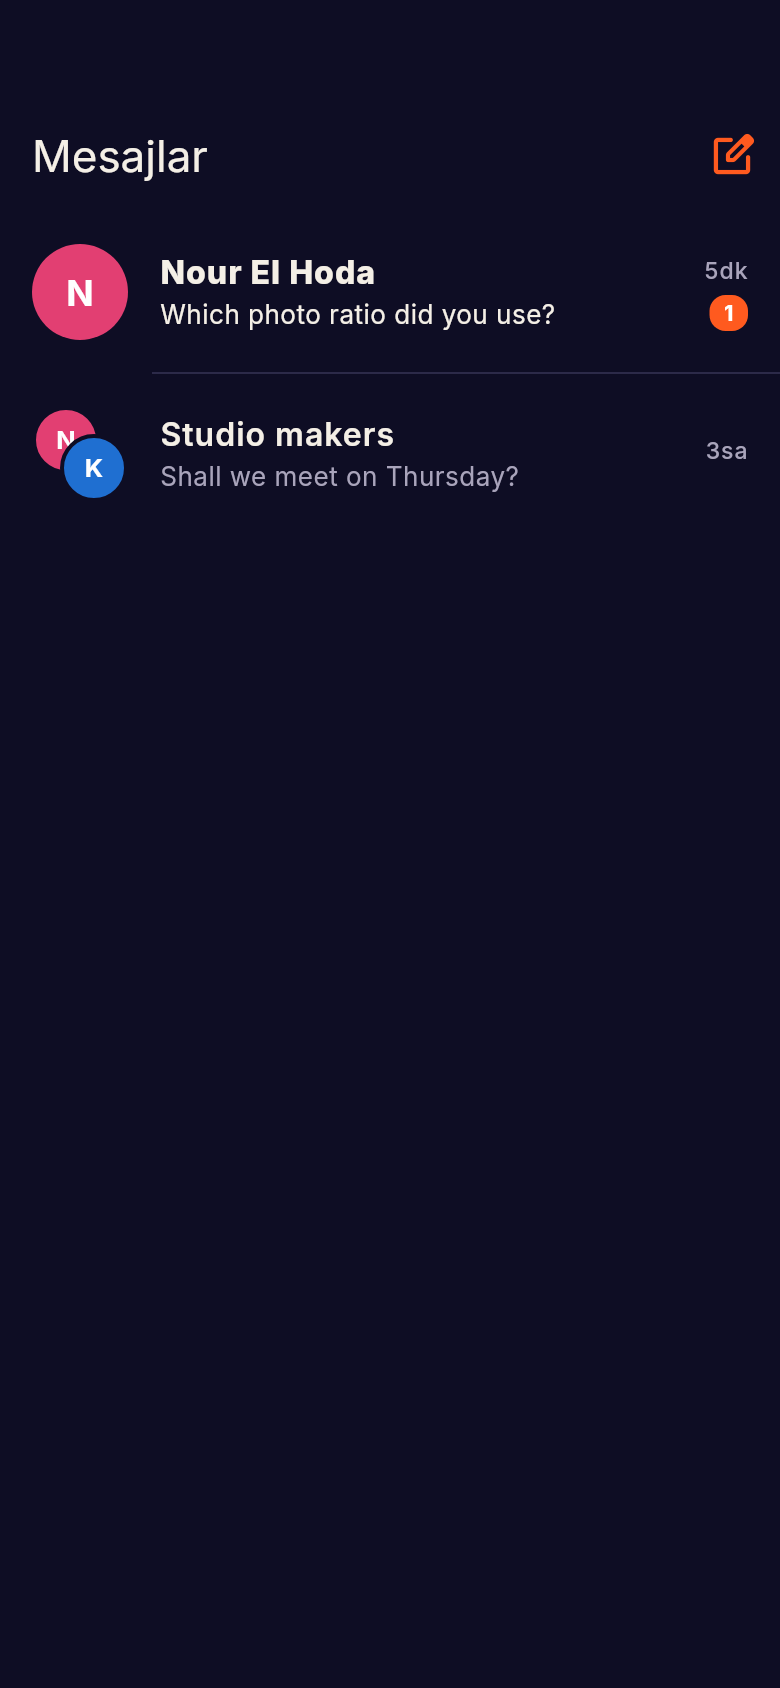 Mesajlar
N
Nour El Hoda
5dk
Which photo ratio did you use?
1
N
K
Studio makers
3sa
Shall we meet on Thursday?